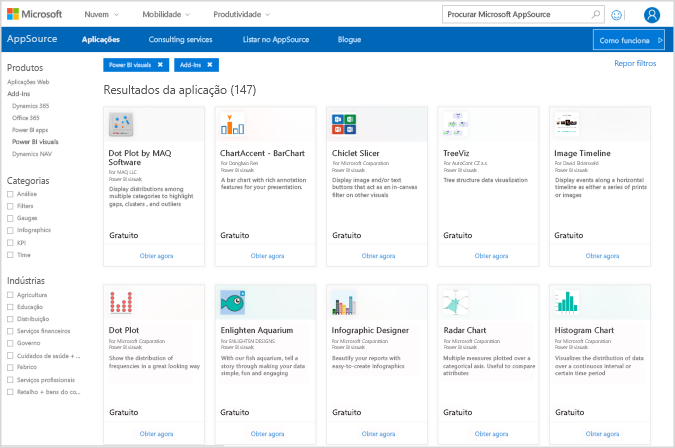 Microsoft Nuvem Mobilidade Produtividade Procurar Microsoft AppSource
AppSource Aplicações Consulting services Listar no AppSource Blogue Como funciona
Produtos
Aplicações Web
Add-Ins
Dynamics 365
Office 365
Power BI apps
Power BI visuals
Dynamics NAV
Categorias
Análise
Filters
Gauges
Infographics
KPI
Time
Indústrias
Agricultura
Educação
Distribuição
Serviços financeiros
Governo
Cuidados de saúde + ...
Fabrico
Serviços profissionais
Retalho + bens do co...
Power BI visuals ✕ Add-Ins ✕ Repor filtros
Resultados da aplicação (147)
Dot Plot by MAQ
Software
Por MAQ LLC
Power BI visuals
Display distributions among
multiple categories to highlight
gaps, clusters , and outliers
Gratuito
Obter agora
ChartAccent - BarChart
Por Donghao Ren
Power BI visuals
A bar chart with rich annotation
features for your presentation.
Gratuito
Obter agora
Chiclet Slicer
Por Microsoft Corporation
Power BI visuals
Display image and/or text
buttons that act as an in-canvas
filter on other visuals
Gratuito
Obter agora
TreeViz
Por AutoCont CZ a.s.
Power BI visuals
Tree structure data visualization
Gratuito
Obter agora
Image Timeline
Por David Eldersveld
Power BI visuals
Display events along a horizontal
timeline as either a series of prints
or images
Gratuito
Obter agora
Dot Plot
Por Microsoft Corporation
Power BI visuals
Show the distribution of
frequencies in a great looking way
Gratuito
Obter agora
Enlighten Aquarium
Por ENLIGHTEN DESIGNS
Power BI visuals
With our fish aquarium, tell a
story through making your data
simple, fun and engaging
Gratuito
Obter agora
Infographic Designer
Por Microsoft Corporation
Power BI visuals
Beautify your reports with
easy-to-create infographics
Gratuito
Obter agora
Radar Chart
Por Microsoft Corporation
Power BI visuals
Multiple measures plotted over a
categorical axis. Useful to compare
attributes
Gratuito
Obter agora
Histogram Chart
Por Microsoft Corporation
Power BI visuals
Visualizes the distribution of data
over a continuous interval or
certain time period
Gratuito
Obter agora